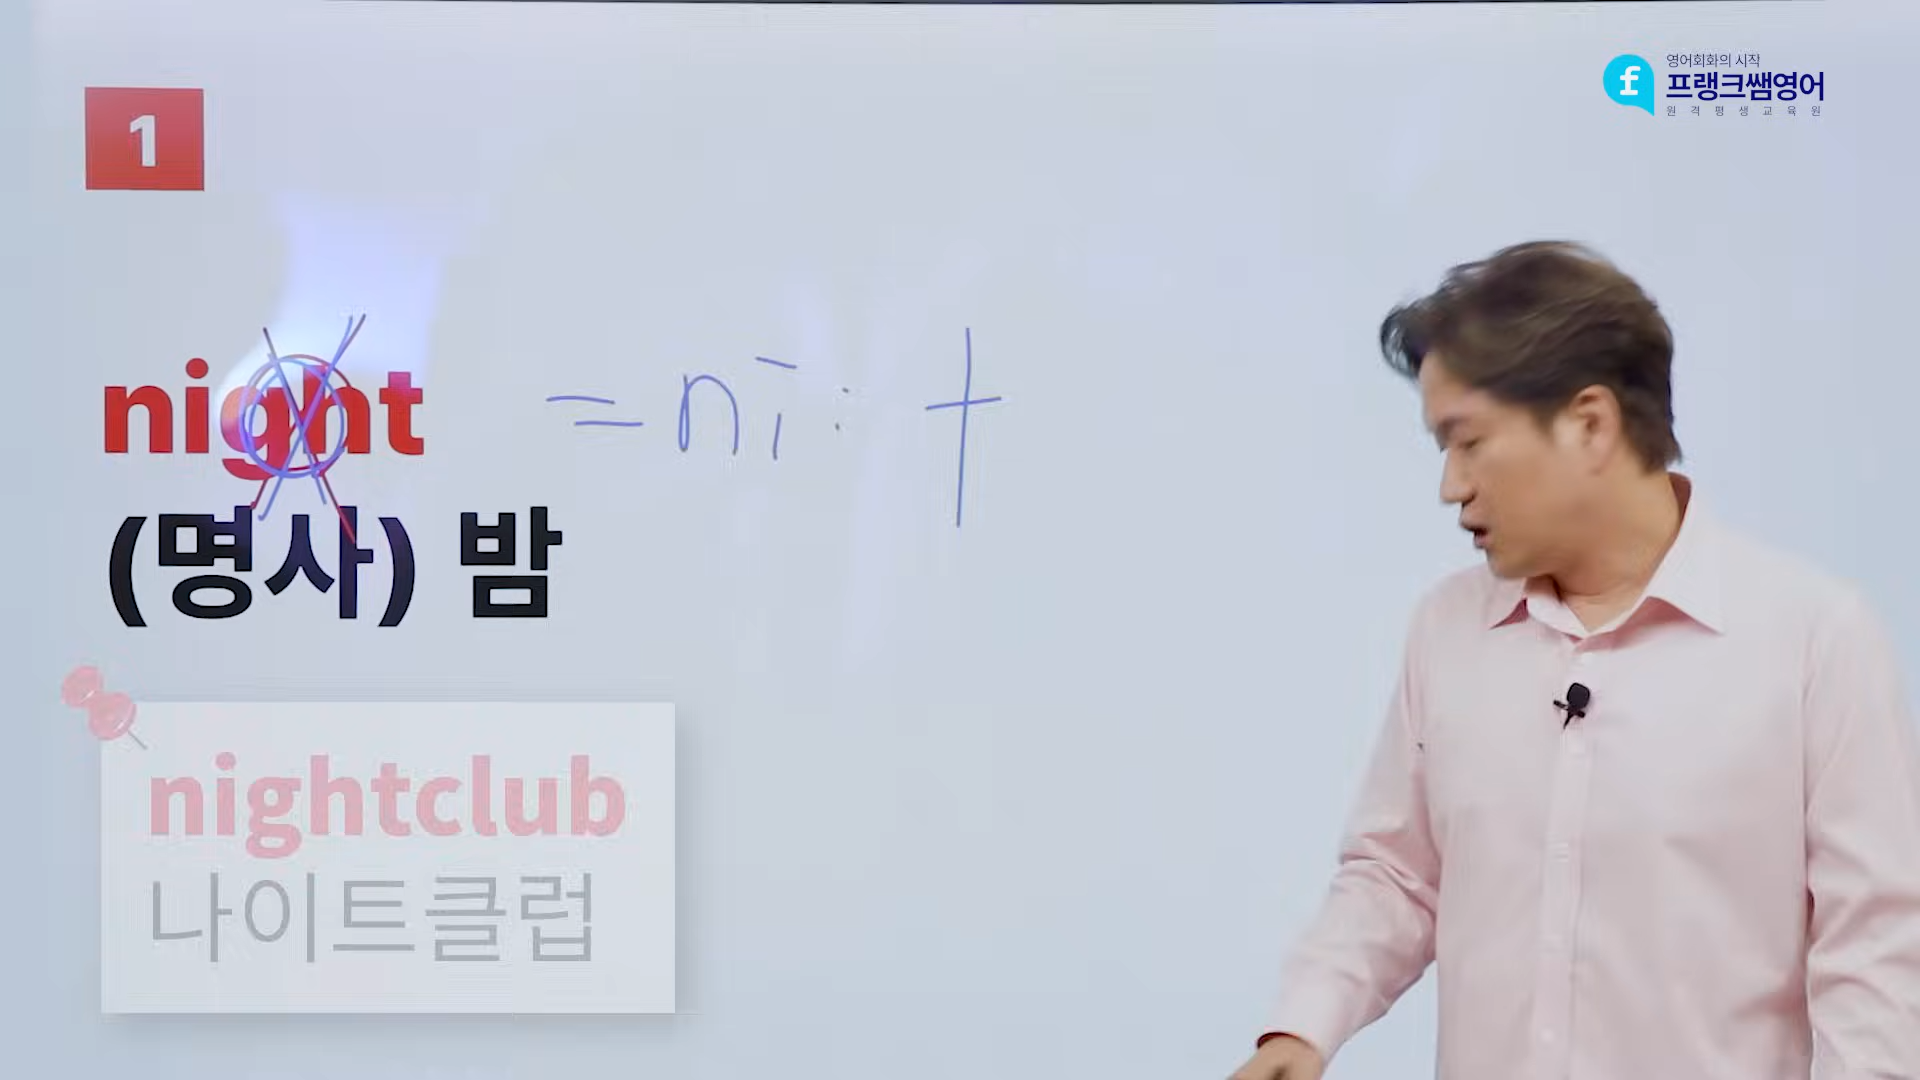 영어회화의 시작
프랭크쌤영어
원격평생교육원
1
night = nī t
(명사) 밤
nightclub
나이트클럽